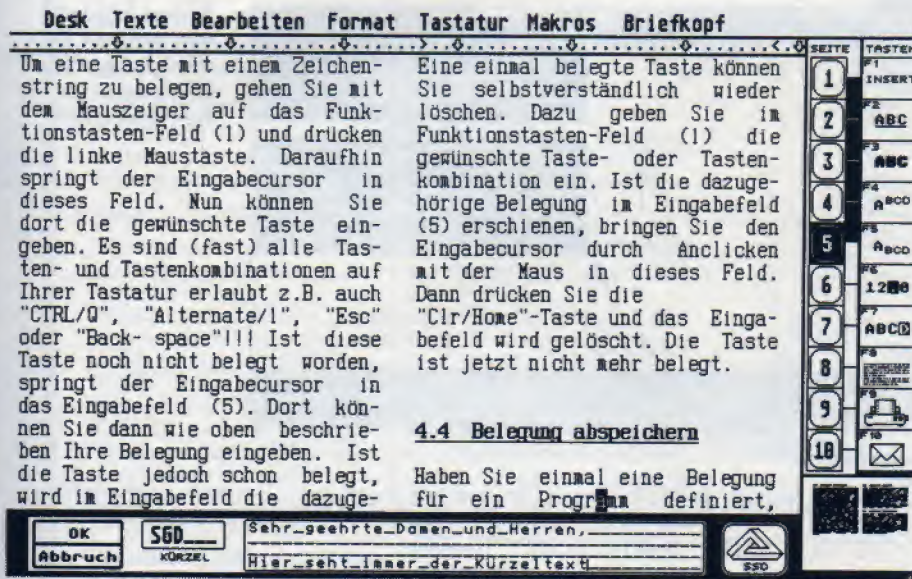 Desk Texte Bearbeiten Format Tastatur Makros Briefkopf
Um eine Taste mit einem Zeichen-
string zu belegen, gehen Sie mit
dem Mauszeiger auf das Funk-
tionstasten-Feld (1) und drücken
die linke Maustaste. Daraufhin
springt der Eingabecursor in
dieses Feld. Nun können Sie
dort die gewünschte Taste ein-
geben. Es sind (fast) alle Tas-
ten- und Tastenkombinationen auf
Ihrer Tastatur erlaubt z.B. auch
"CTRL/Q", "Alternate/1", "Esc"
oder "Back- space"!!! Ist diese
Taste noch nicht belegt worden,
springt der Eingabecursor in
das Eingabefeld (5). Dort kön-
nen Sie dann wie oben beschrie-
ben Ihre Belegung eingeben. Ist
die Taste jedoch schon belegt,
wird im Eingabefeld die dazuge-
Eine einmal belegte Taste können
Sie selbstverständlich wieder
löschen. Dazu geben Sie im
Funktionstasten-Feld (1) die
gewünschte Taste- oder Tasten-
kombination ein. Ist die dazuge-
hörige Belegung im Eingabefeld
(5) erschienen, bringen Sie den
Eingabecursor durch Anclicken
mit der Maus in dieses Feld.
Dann drücken Sie die
"Clr/Home"-Taste und das Einga-
befeld wird gelöscht. Die Taste
ist jetzt nicht mehr belegt.
4.4 Belegung abspeichern
Haben Sie einmal eine Belegung
für ein Programm definiert,
SEITE
1
2
3
4
5
6
7
8
9
10
TASTEN
F1
INSERT
F2
ABC
F3
ABC
F4
ABCD
F5
ABCD
F6
F7
ABCD
F8
F9
F10
OK
Abbruch
SGD___
KÜRZEL
Sehr_geehrte_Damen_und_Herren,
Hier_seht_immer_der_Kürzeltext
SSD